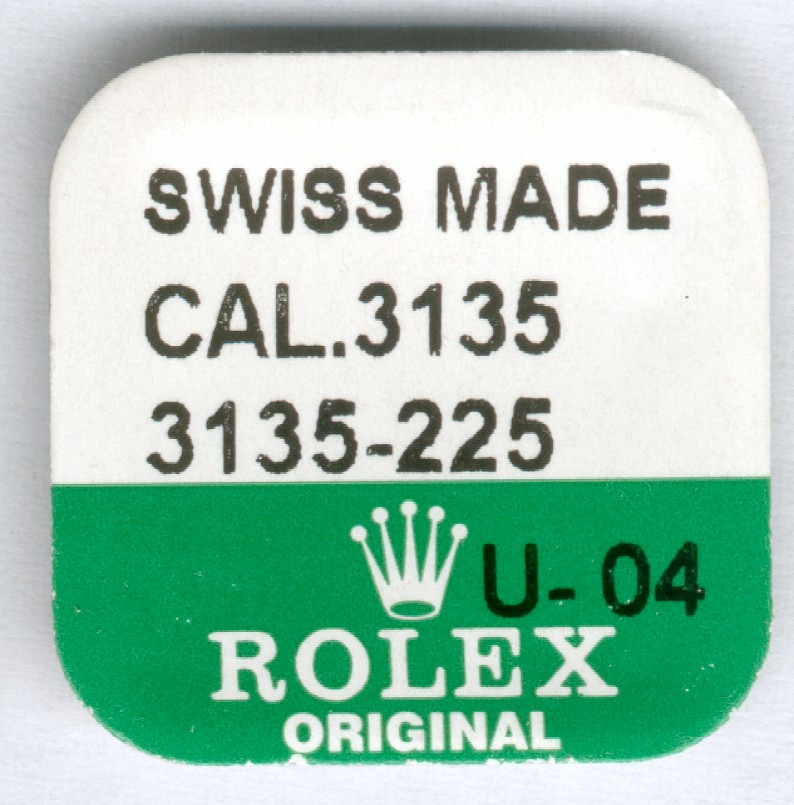 SWISS MADE
CAL.3135
3135-225
U- 04
ROLEX
ORIGINAL